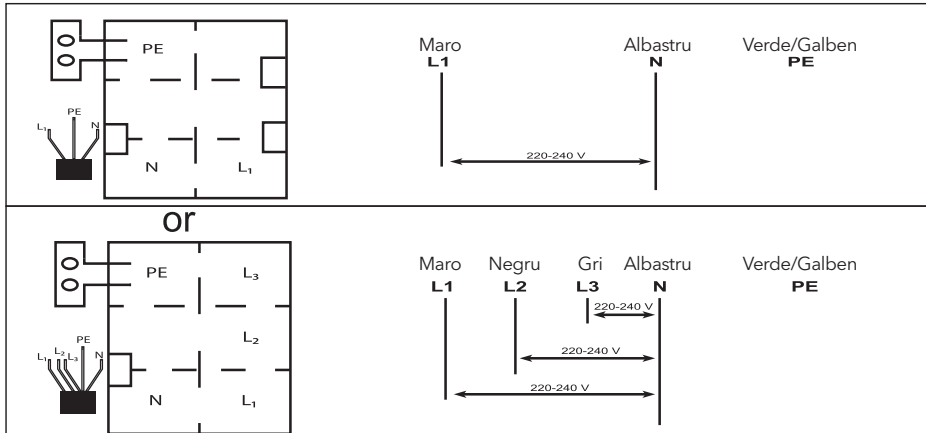 PE
L1
PE
N
N
L1
Maro Albastru Verde/Galben
L1 N PE
220-240 V
or
PE
L3
L2
N
L1
L1
L2
L3
PE
N
Maro Negru Gri Albastru Verde/Galben
L1 L2 L3 N PE
220-240 V
220-240 V
220-240 V